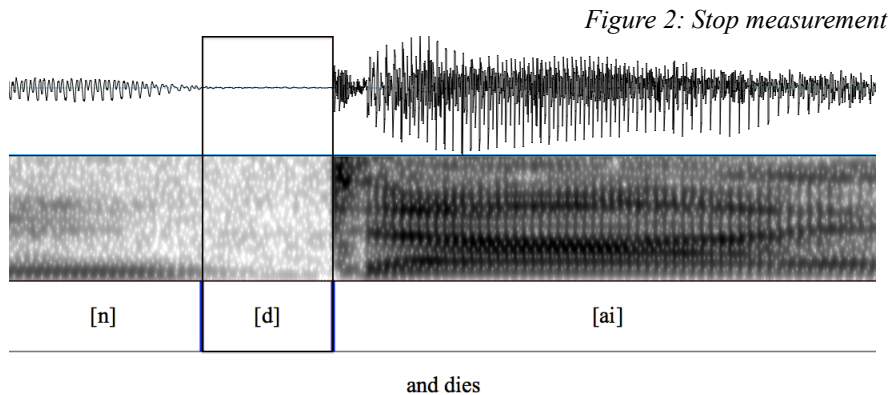 Figure 2: Stop measurement
[n] [d] [ai]
and dies